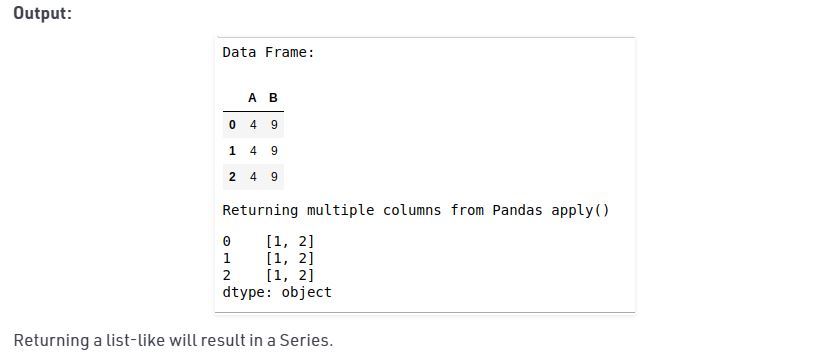 Output:
Data Frame:
A B
0 4 9
1 4 9
2 4 9
Returning multiple columns from Pandas apply()
0    [1, 2]
1    [1, 2]
2    [1, 2]
dtype: object
Returning a list-like will result in a Series.